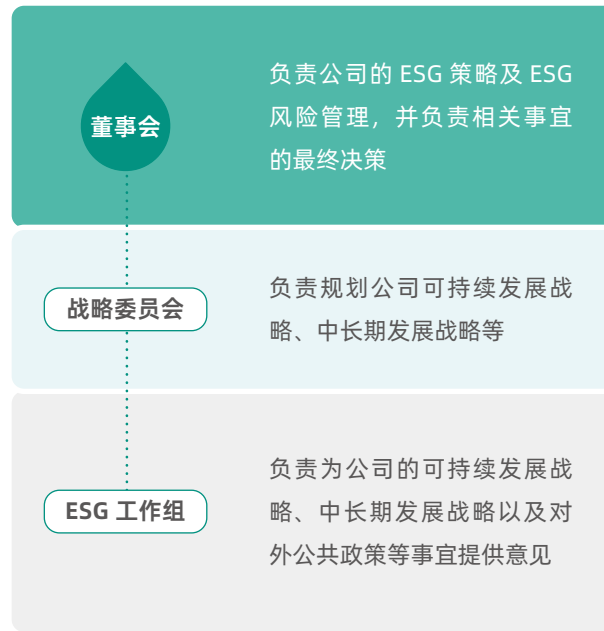 董事会
负责公司的 ESG 策略及 ESG
风险管理，并负责相关事宜
的最终决策
战略委员会
负责规划公司可持续发展战
略、中长期发展战略等
ESG 工作组
负责为公司的可持续发展战
略、中长期发展战略以及对
外公共政策等事宜提供意见